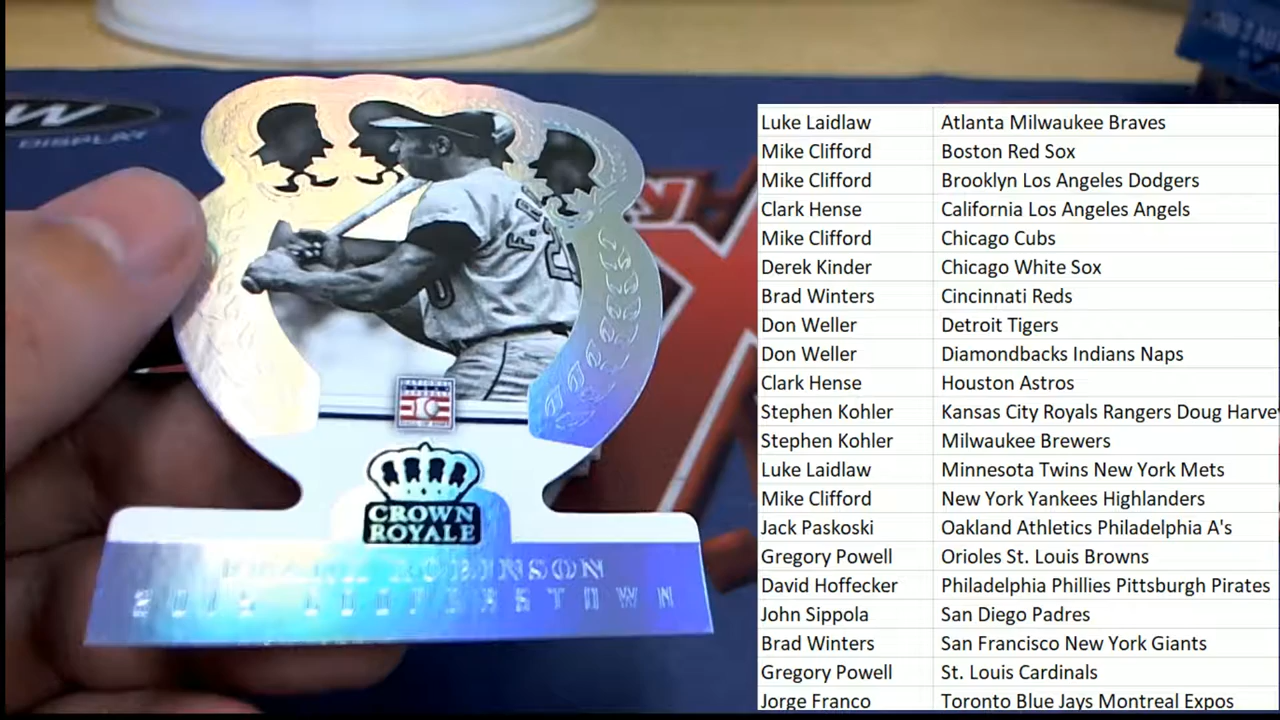 DISPLAY
F. R
CROWN
ROYALE
ROBINSON
COOPERSTOWN
Luke Laidlaw Atlanta Milwaukee Braves
Mike Clifford Boston Red Sox
Mike Clifford Brooklyn Los Angeles Dodgers
Clark Hense California Los Angeles Angels
Mike Clifford Chicago Cubs
Derek Kinder Chicago White Sox
Brad Winters Cincinnati Reds
Don Weller Detroit Tigers
Don Weller Diamondbacks Indians Naps
Clark Hense Houston Astros
Stephen Kohler Kansas City Royals Rangers Doug Harve
Stephen Kohler Milwaukee Brewers
Luke Laidlaw Minnesota Twins New York Mets
Mike Clifford New York Yankees Highlanders
Jack Paskoski Oakland Athletics Philadelphia A's
Gregory Powell Orioles St. Louis Browns
David Hoffecker Philadelphia Phillies Pittsburgh Pirates
John Sippola San Diego Padres
Brad Winters San Francisco New York Giants
Gregory Powell St. Louis Cardinals
Jorge Franco Toronto Blue Jays Montreal Expos